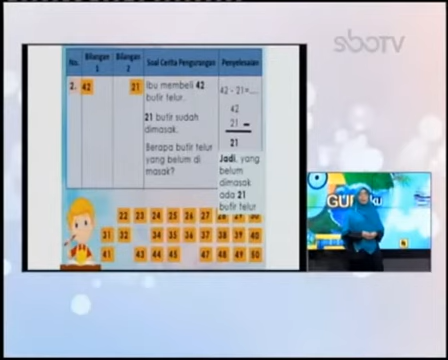 sboTV
No. Bilangan 1 Bilangan 2 Soal Cerita Pengurangan Penyelesaian
2. 42 21
Ibu membeli 42
butir telur.
21 butir sudah
dimasak.
Berapa butir telur
yang belum di
masak?
42 - 21=....
42
21 -
21
Jadi, yang
belum
dimasak
ada 21
butir telur
22 23 24 25 26 27
31 32 34 35 36 37 38 39 40
41 43 44 45 47 48 49 50
GURUku